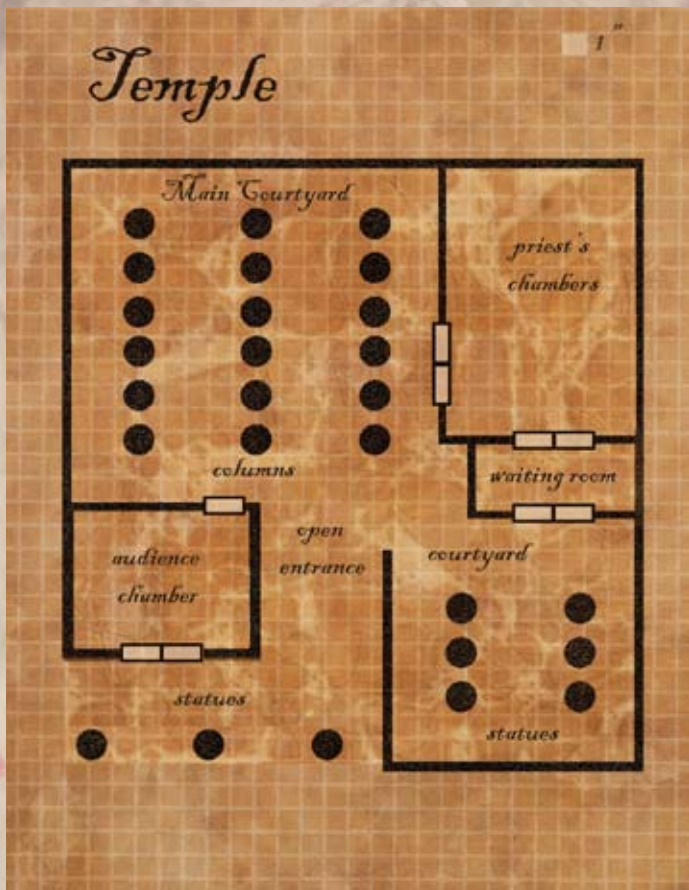 1"
Temple
Main Courtyard
priest's
chambers
columns
waiting room
open
entrance
courtyard
audience
chamber
statues
statues